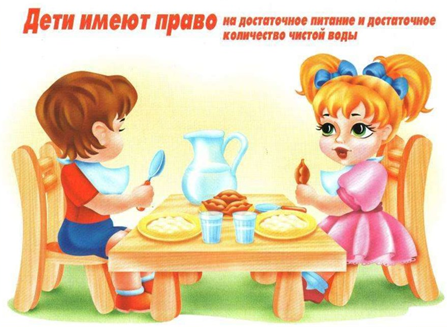 Дети имеют право на достаточное питание и достаточное
количество чистой воды